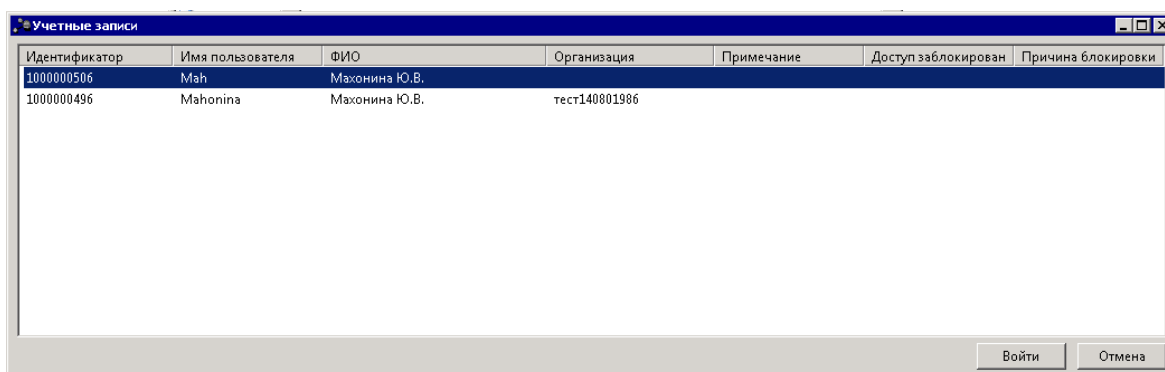 Учетные записи
Идентификатор Имя пользователя ФИО Организация Примечание Доступ заблокирован Причина блокировки
1000000506 Mah Махонина Ю.В.
1000000496 Mahonina Махонина Ю.В. тест140801986
Войти Отмена